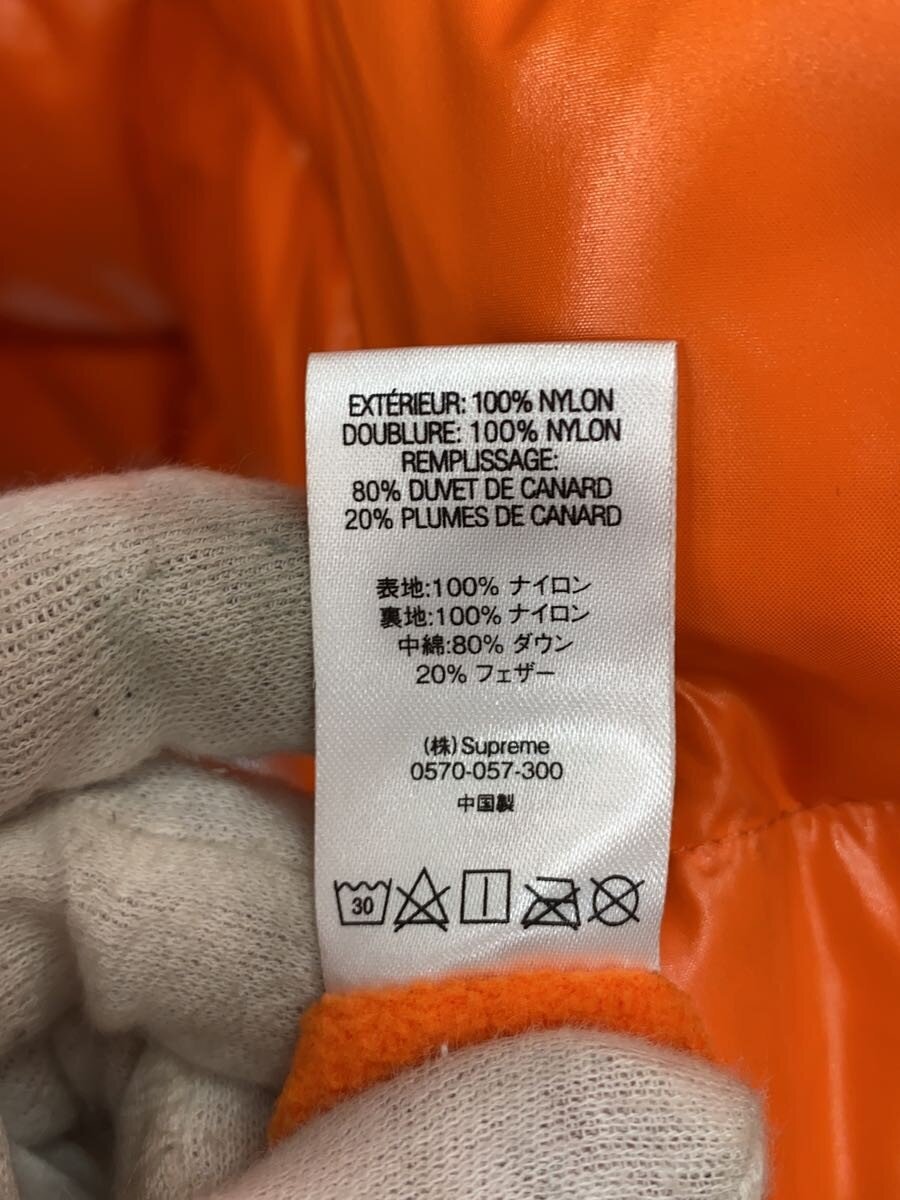 EXTÉRIEUR: 100% NYLON
DOUBLURE: 100% NYLON
REMPLISSAGE:
80% DUVET DE CANARD
20% PLUMES DE CANARD
表地:100% ナイロン
裏地:100% ナイロン
中綿:80% ダウン
20% フェザー
(株)Supreme
0570-057-300
中国製
30